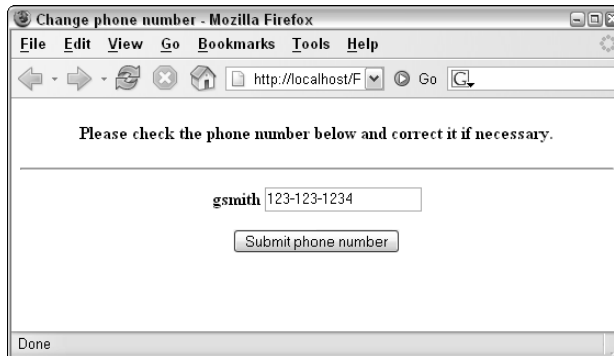 Change phone number - Mozilla Firefox
File Edit View Go Bookmarks Tools Help
http://localhost/F Go G
Please check the phone number below and correct it if necessary.
gsmith 123-123-1234
Submit phone number
Done